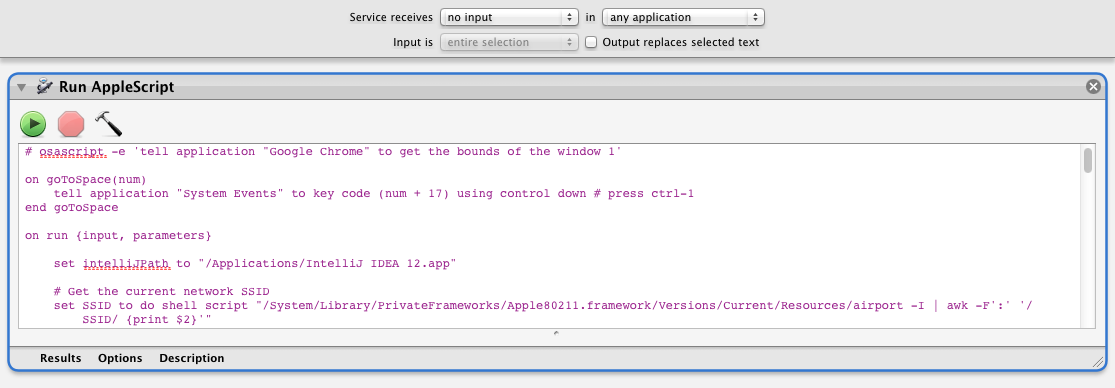 Service receives no input in any application
Input is entire selection Output replaces selected text
Run AppleScript
# osascript -e 'tell application "Google Chrome" to get the bounds of the window 1'
on goToSpace(num)
tell application "System Events" to key code (num + 17) using control down # press ctrl-1
end goToSpace
on run {input, parameters}
set intelliJPath to "/Applications/IntelliJ IDEA 12.app"
# Get the current network SSID
set SSID to do shell script "/System/Library/PrivateFrameworks/Apple80211.framework/Versions/Current/Resources/airport -I | awk -F':' '/
SSID/ {print $2}'"
Results Options Description